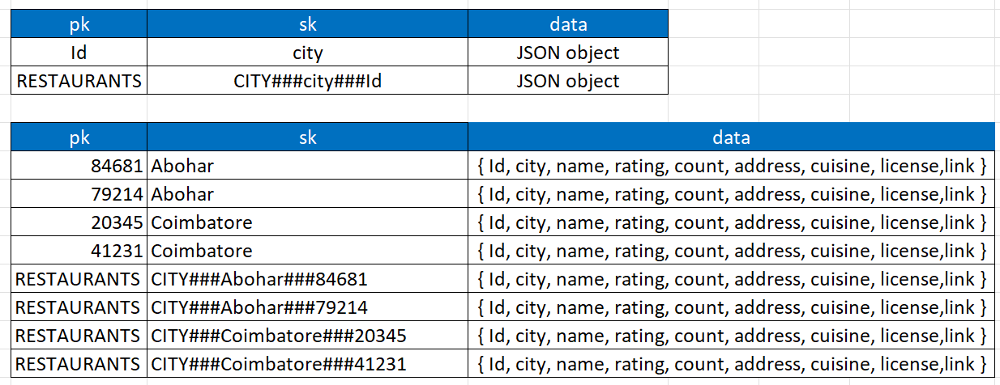 pk sk data
Id city JSON object
RESTAURANTS CITY###city###Id JSON object
pk sk data
84681 Abohar { Id, city, name, rating, count, address, cuisine, license,link }
79214 Abohar { Id, city, name, rating, count, address, cuisine, license,link }
20345 Coimbatore { Id, city, name, rating, count, address, cuisine, license,link }
41231 Coimbatore { Id, city, name, rating, count, address, cuisine, license,link }
RESTAURANTS CITY###Abohar###84681 { Id, city, name, rating, count, address, cuisine, license,link }
RESTAURANTS CITY###Abohar###79214 { Id, city, name, rating, count, address, cuisine, license,link }
RESTAURANTS CITY###Coimbatore###20345 { Id, city, name, rating, count, address, cuisine, license,link }
RESTAURANTS CITY###Coimbatore###41231 { Id, city, name, rating, count, address, cuisine, license,link }